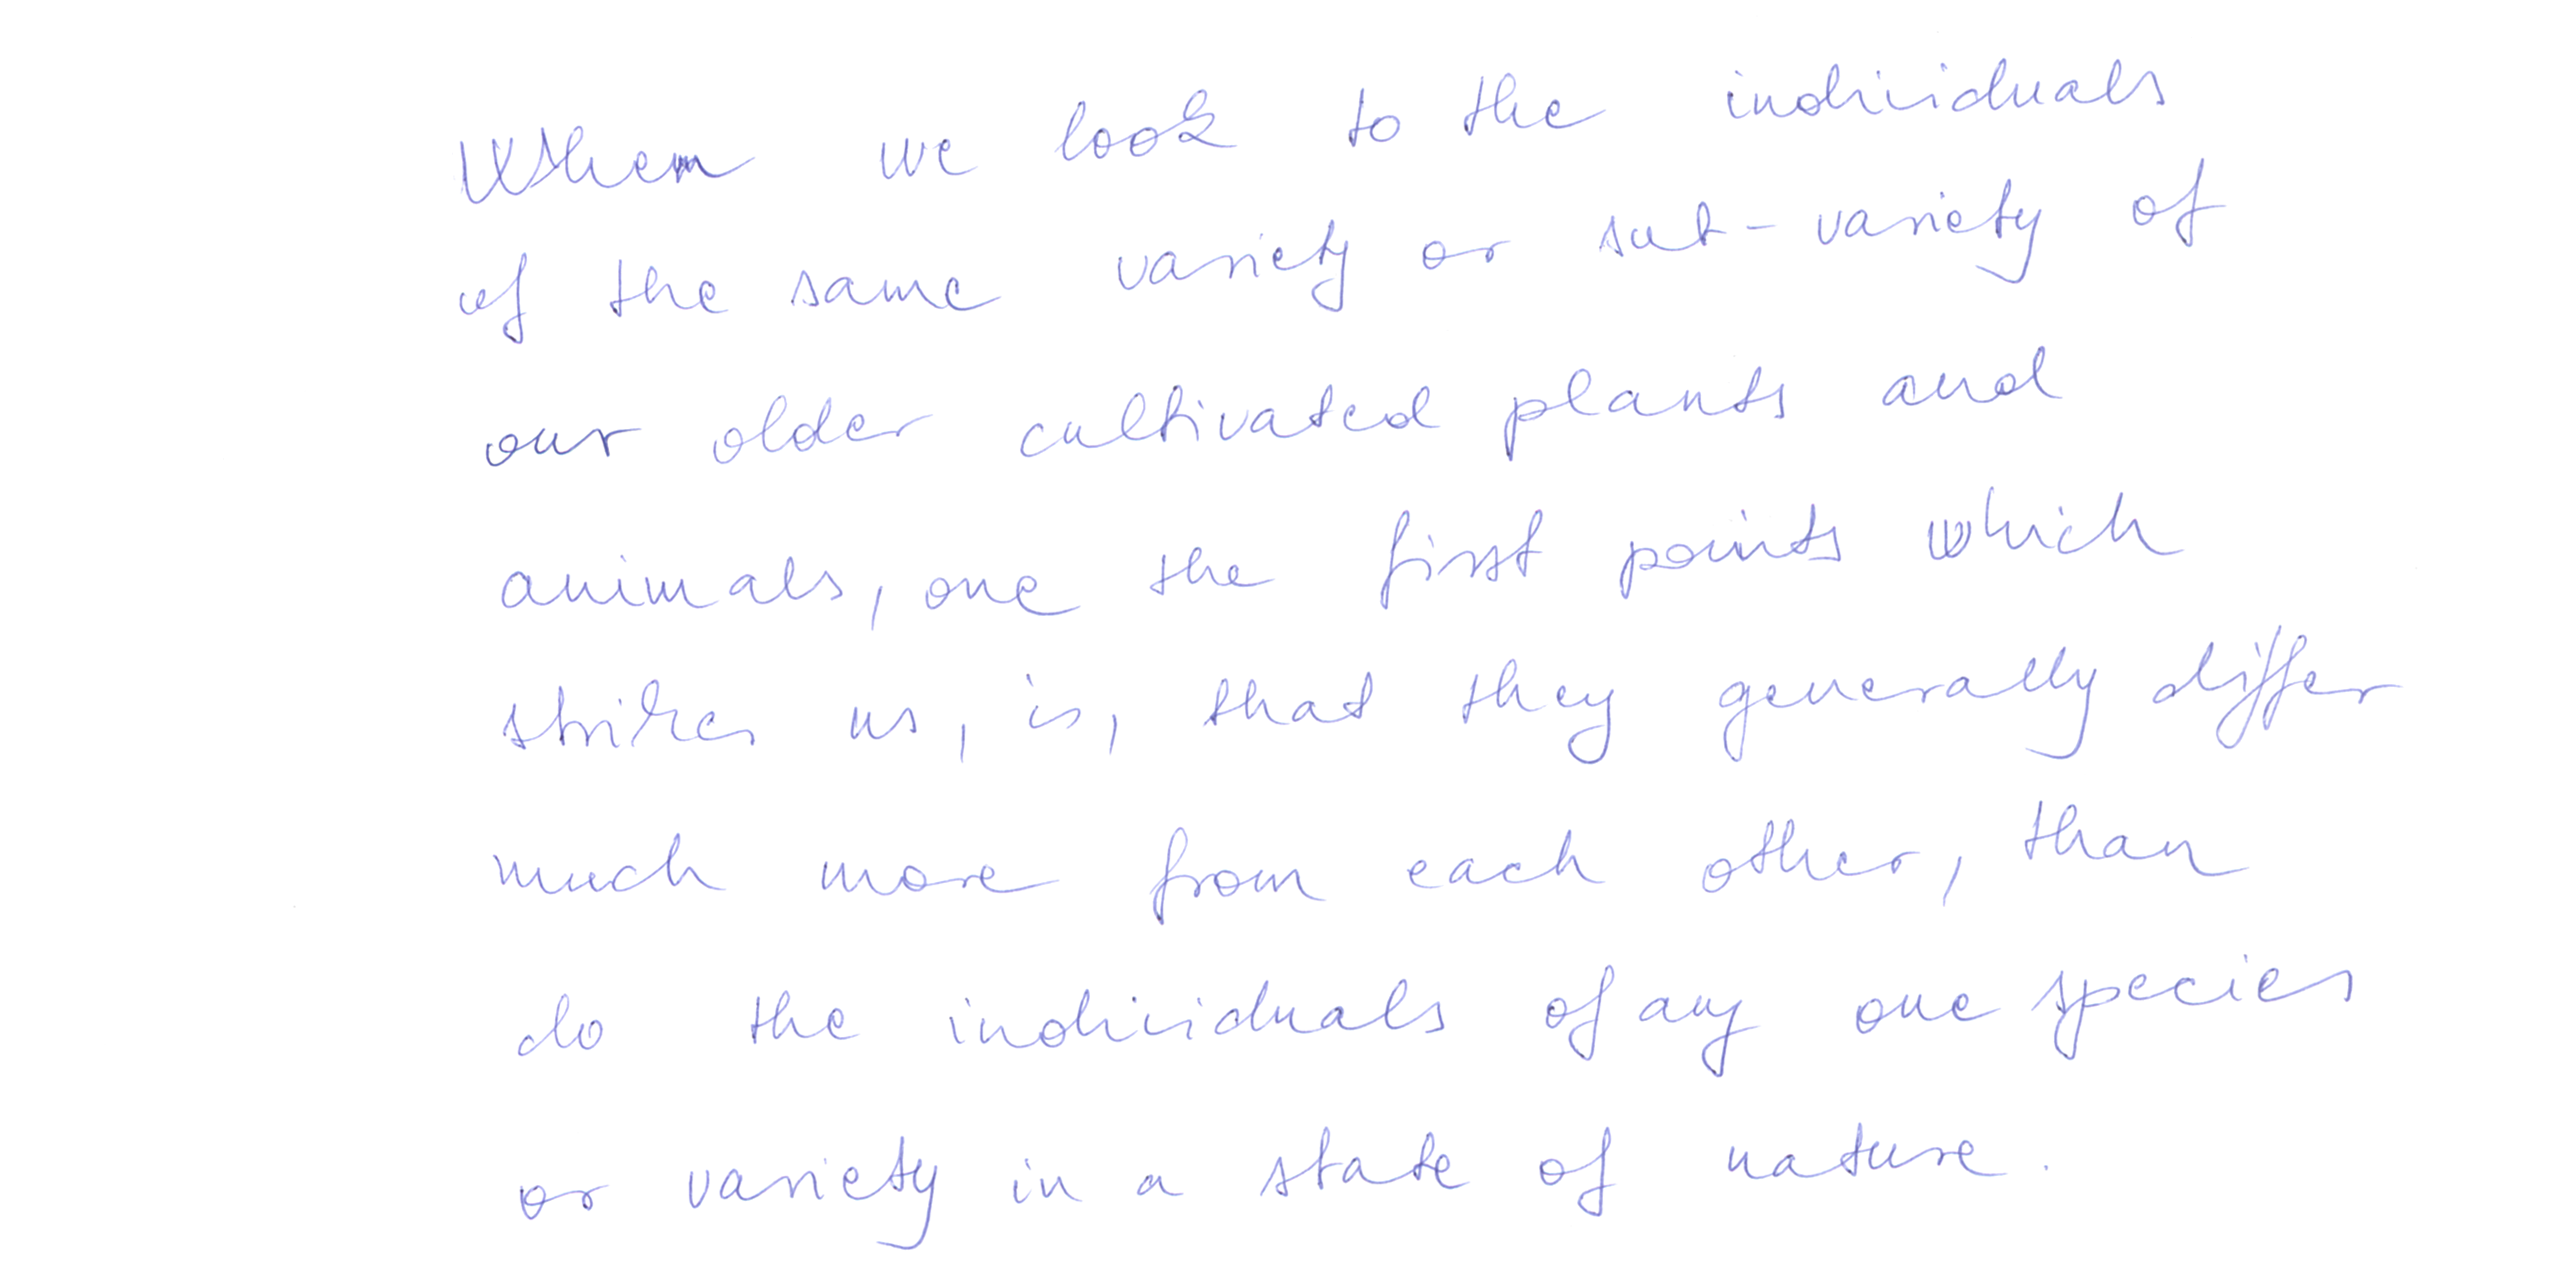 When we look to the individuals
of the same variety or sub-variety of
our older cultivated plants and
animals, one the first points which
strikes us, is, that they generally differ
much more from each other, than
do the individuals of any one species
or variety in a state of nature.